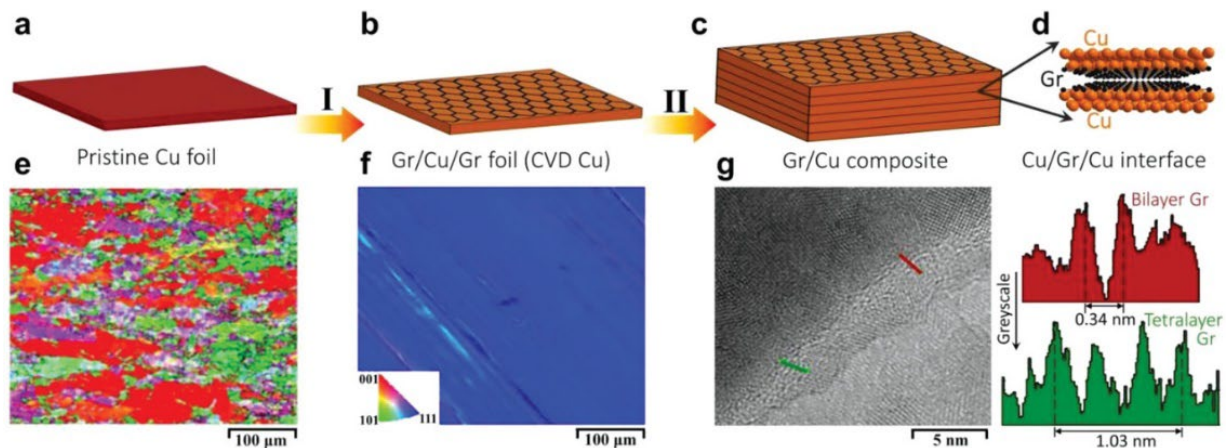 a
b
c
d
Cu
Gr
Cu
I
II
Pristine Cu foil
Gr/Cu/Gr foil (CVD Cu)
Gr/Cu composite
Cu/Gr/Cu interface
e
f
g
001
101
111
100 µm
100 µm
5 nm
Bilayer Gr
0.34 nm
Greyscale
Tetralayer
Gr
1.03 nm